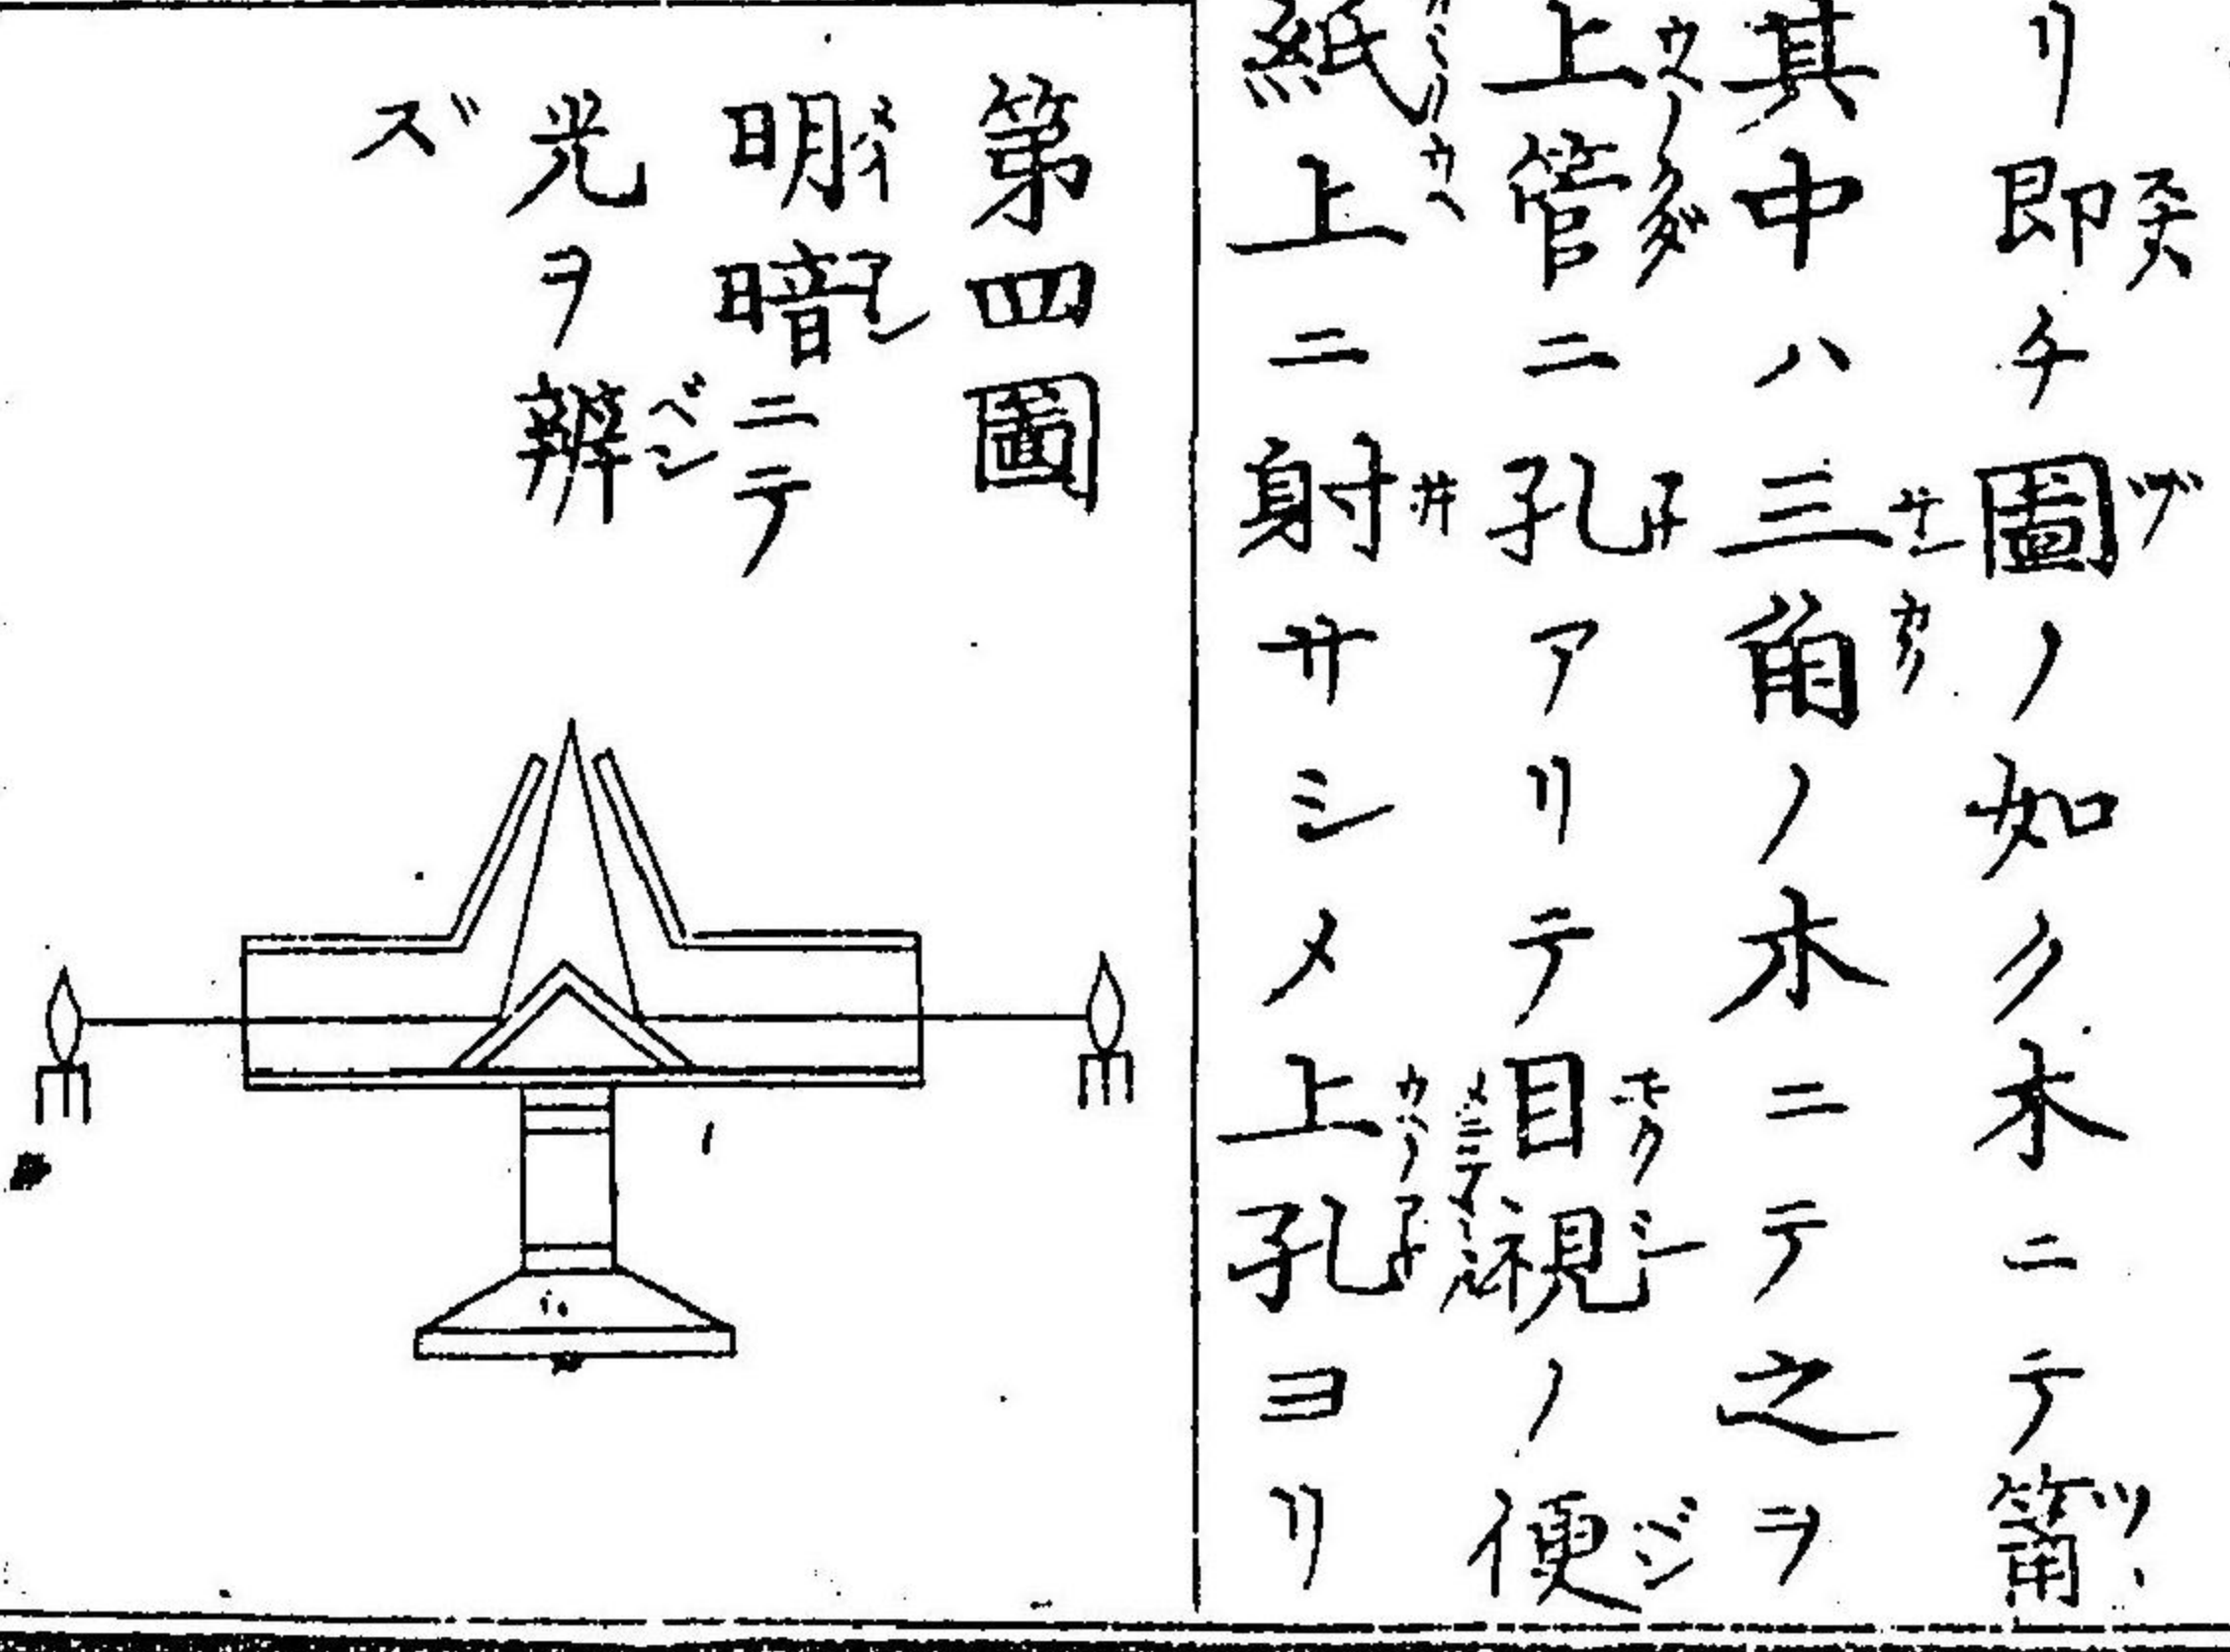 リ即チ圖ノ如ク木ニテ筩
其中ハ三角ノ木ニテ之ヲ
上管ニ孔アリテ目視ノ便
紙上ニ射サシメ上孔ヨリ
第四圖
明暗ニテ
光ヲ辨
ズ